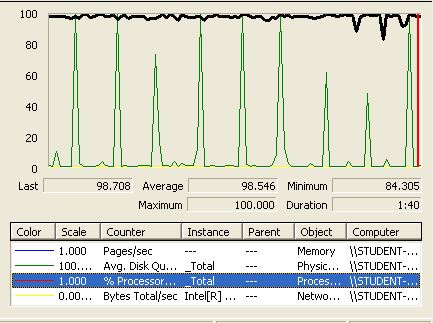 100
80
60
40
20
0
Last 98.708 Average 98.546 Minimum 84.305
Maximum 100.000 Duration 1:40
Color Scale Counter Instance Parent Object Computer
1.000 Pages/sec --- --- Memory \\STUDENT-...
100.... Avg. Disk Qu... _Total --- Physic... \\STUDENT-...
1.000 % Processor... _Total --- Proces... \\STUDENT-...
0.00... Bytes Total/sec Intel[R] ... --- Netwo... \\STUDENT-...